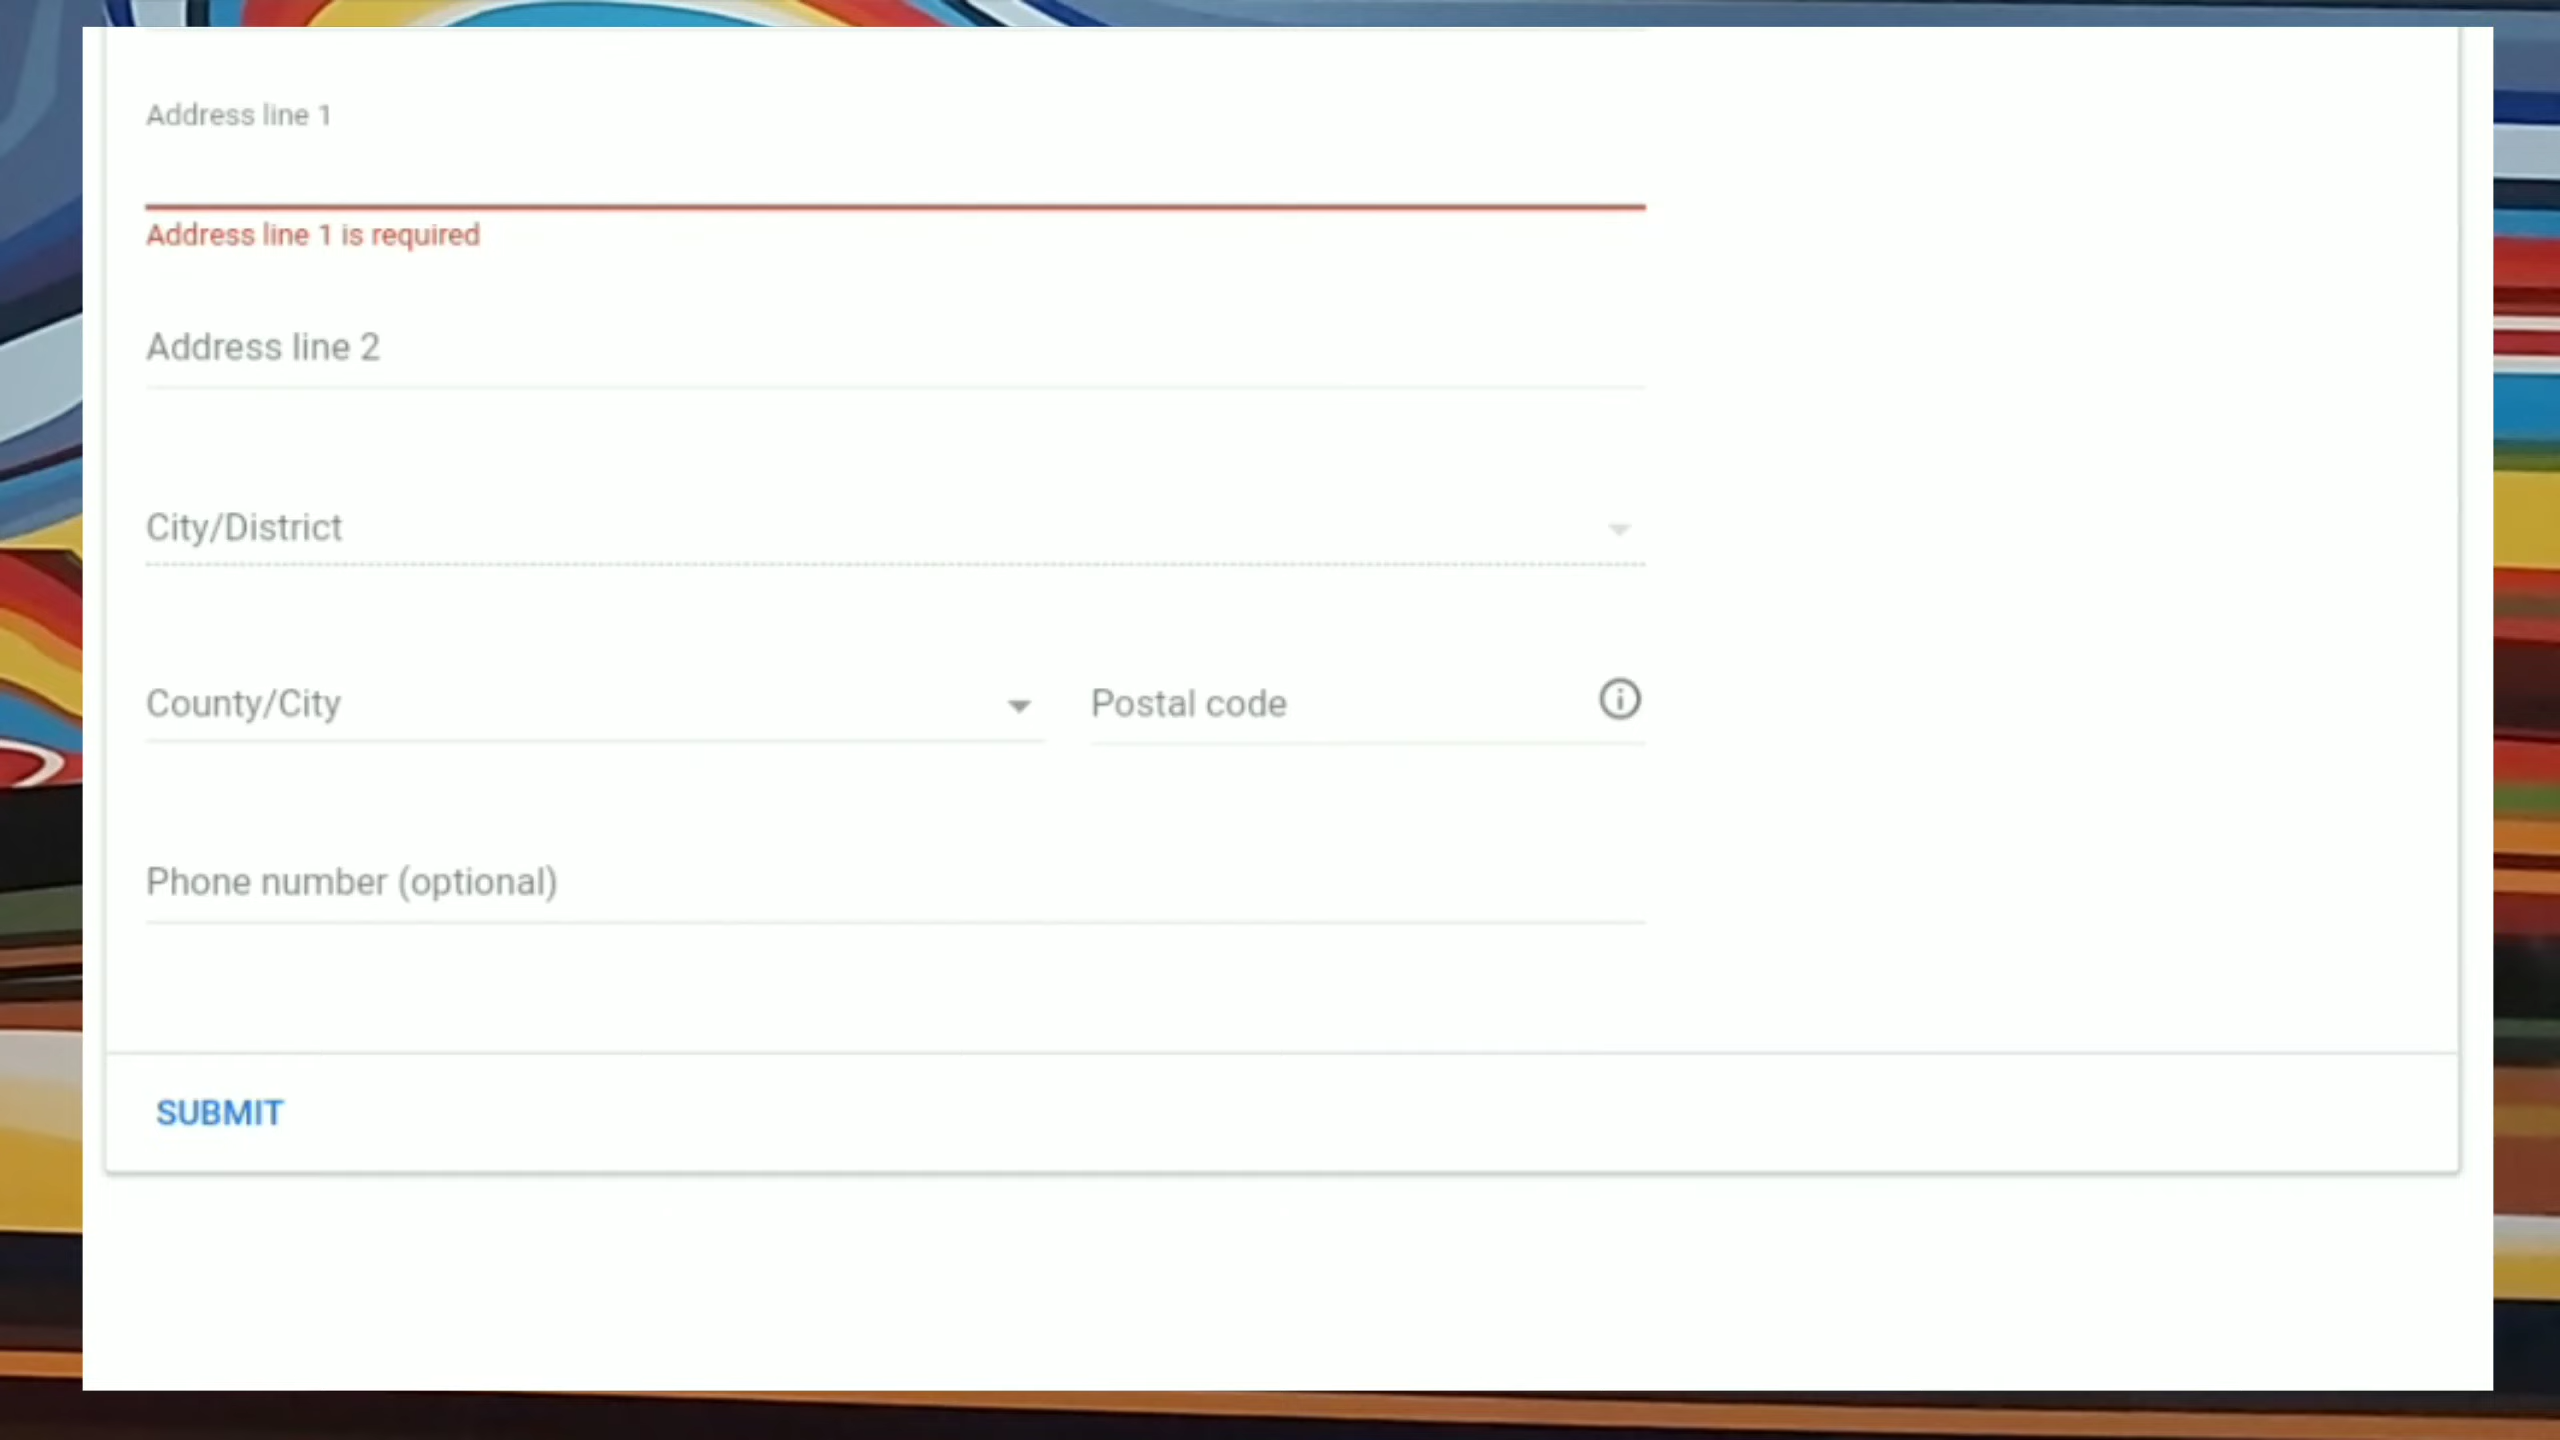 Address line 1
Address line 1 is required
Address line 2
City/District
County/City
Postal code
Phone number (optional)
SUBMIT